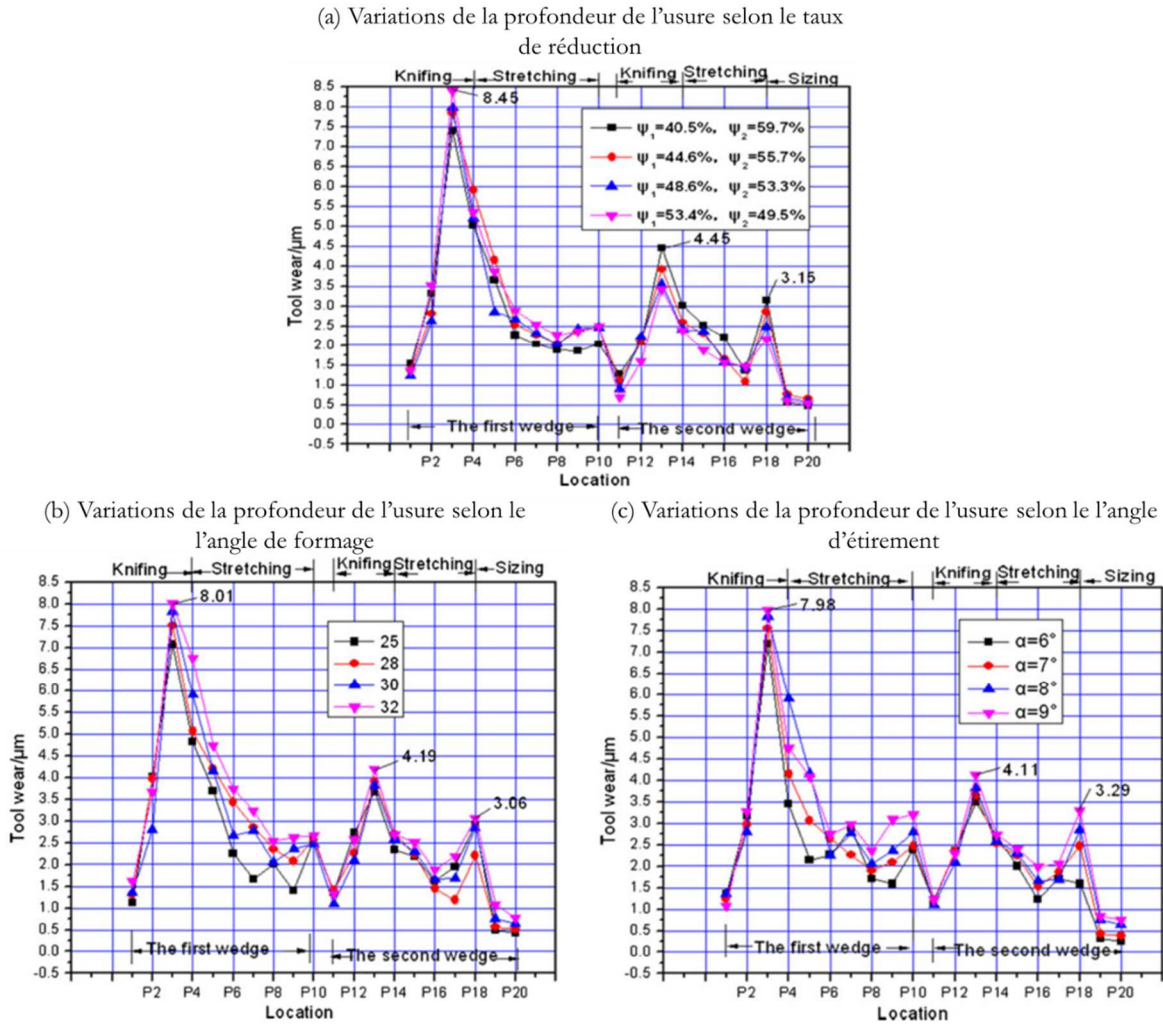 (a) Variations de la profondeur de l’usure selon le taux
de réduction
Knifing Stretching Knifing Stretching Sizing
8.5
8.0
7.5
7.0
6.5
6.0
5.5
5.0
4.5
4.0
3.5
3.0
2.5
2.0
1.5
1.0
0.5
0.0
-0.5
Tool wear/μm
8.45
4.45
3.15
ψ₁=40.5%, ψ₂=59.7%
ψ₁=44.6%, ψ₂=55.7%
ψ₁=48.6%, ψ₂=53.3%
ψ₁=53.4%, ψ₂=49.5%
The first wedge The second wedge
P2 P4 P6 P8 P10 P12 P14 P16 P18 P20
Location
(b) Variations de la profondeur de l’usure selon le
l’angle de formage
Knifing Stretching Knifing Stretching Sizing
8.5
8.0
7.5
7.0
6.5
6.0
5.5
5.0
4.5
4.0
3.5
3.0
2.5
2.0
1.5
1.0
0.5
0.0
-0.5
Tool wear/μm
8.01
4.19
3.06
25
28
30
32
The first wedge The second wedge
P2 P4 P6 P8 P10 P12 P14 P16 P18 P20
Location
(c) Variations de la profondeur de l’usure selon le l’angle
d’étirement
Knifing Stretching Knifing Stretching Sizing
8.5
8.0
7.5
7.0
6.5
6.0
5.5
5.0
4.5
4.0
3.5
3.0
2.5
2.0
1.5
1.0
0.5
0.0
-0.5
Tool wear/μm
7.98
4.11
3.29
α=6°
α=7°
α=8°
α=9°
The first wedge The second wedge
P2 P4 P6 P8 P10 P12 P14 P16 P18 P20
Location